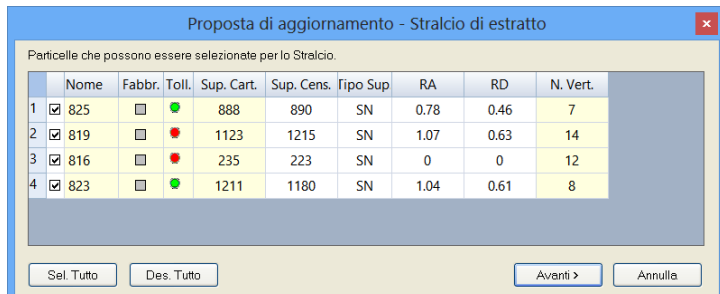 Proposta di aggiornamento - Stralcio di estratto
x
Particelle che possono essere selezionate per lo Stralcio.
Nome Fabbr. Toll. Sup. Cart. Sup. Cens. Tipo Sup RA RD N. Vert.
1 825 888 890 SN 0.78 0.46 7
2 819 1123 1215 SN 1.07 0.63 14
3 816 235 223 SN 0 0 12
4 823 1211 1180 SN 1.04 0.61 8
Sel. Tutto Des. Tutto Avanti > Annulla